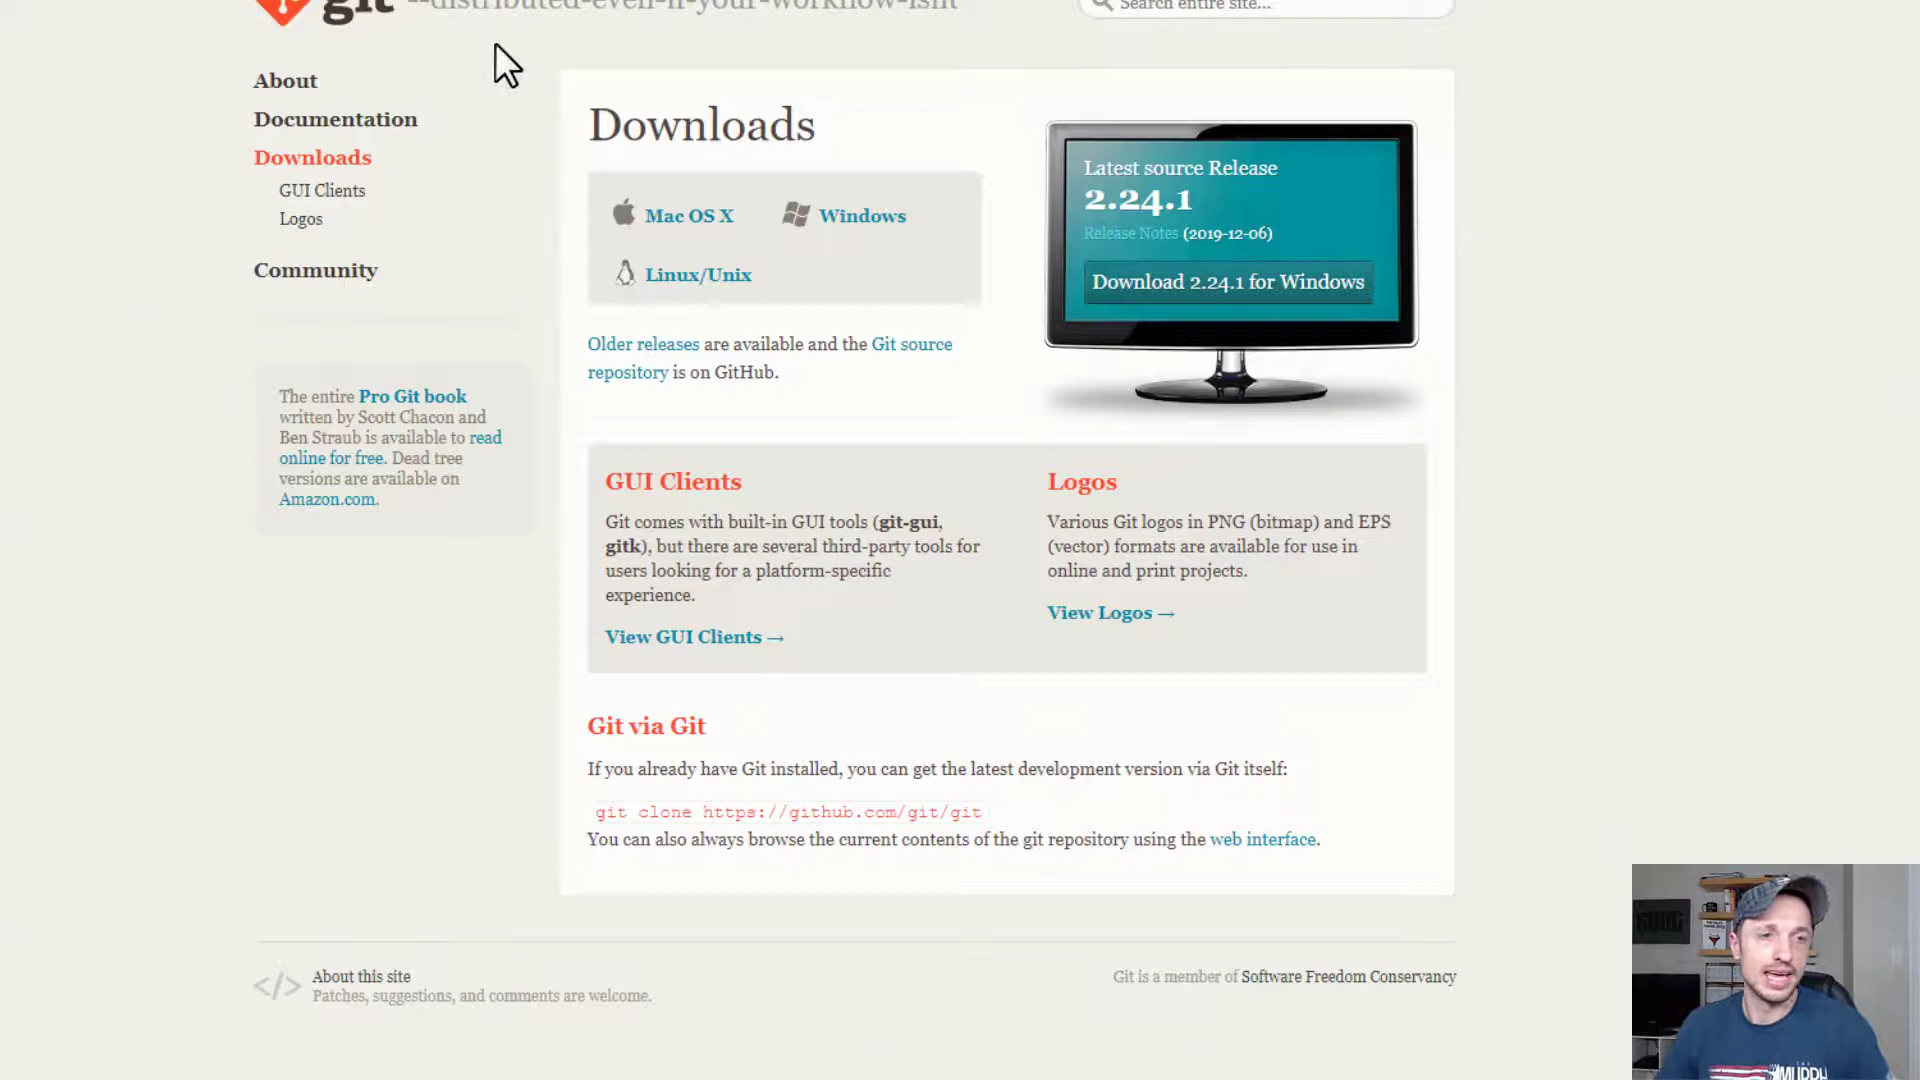 git --distributed-even-if-your-workflow-isnt
Search entire site...
About
Documentation
Downloads
GUI Clients
Logos
Community
The entire Pro Git book
written by Scott Chacon and
Ben Straub is available to read
online for free. Dead tree
versions are available on
Amazon.com.
Downloads
Mac OS X
Windows
Linux/Unix
Older releases are available and the Git source
repository is on GitHub.
Latest source Release
2.24.1
Release Notes (2019-12-06)
Download 2.24.1 for Windows
GUI Clients
Git comes with built-in GUI tools (git-gui,
gitk), but there are several third-party tools for
users looking for a platform-specific
experience.
View GUI Clients →
Logos
Various Git logos in PNG (bitmap) and EPS
(vector) formats are available for use in
online and print projects.
View Logos →
Git via Git
If you already have Git installed, you can get the latest development version via Git itself:
git clone https://github.com/git/git
You can also always browse the current contents of the git repository using the web interface.
</> About this site
Patches, suggestions, and comments are welcome.
Git is a member of Software Freedom Conservancy